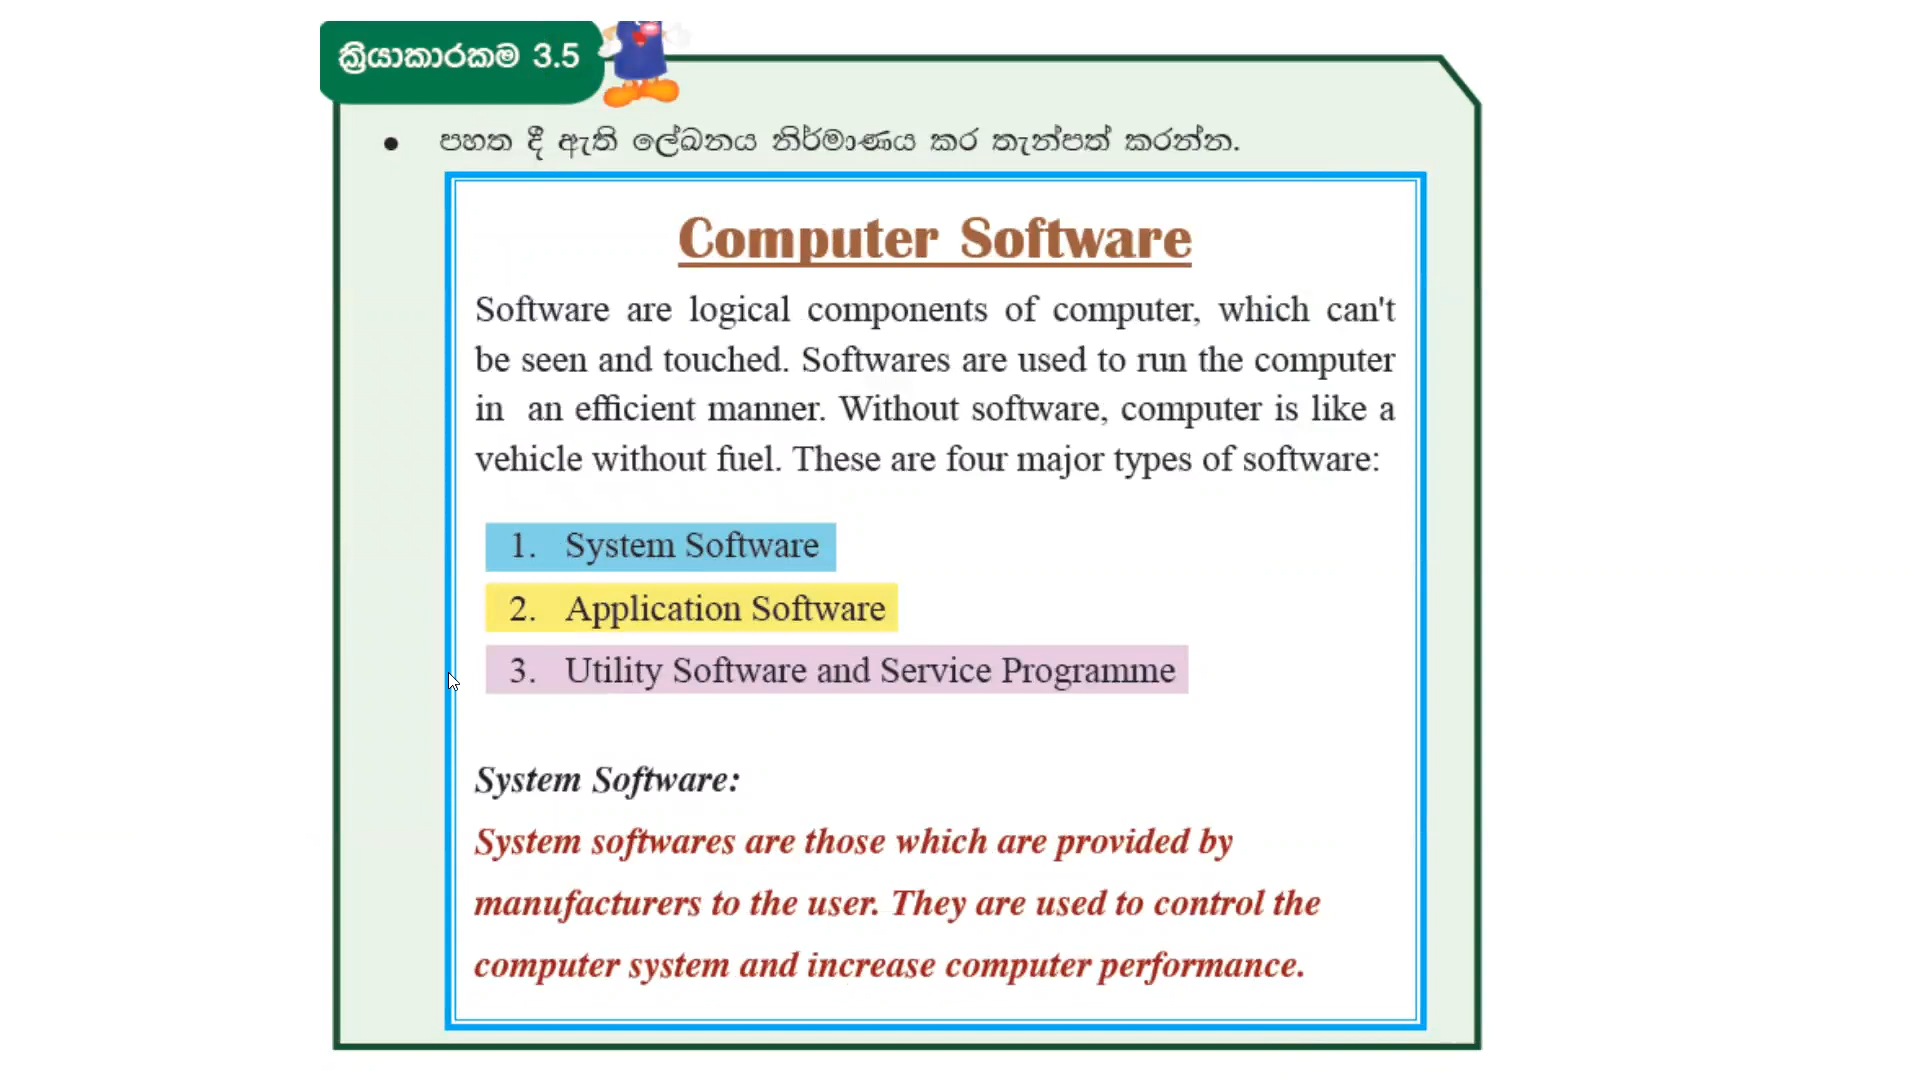 ක්‍රියාකාරකම 3.5
● පහත දී ඇති ලේඛනය නිර්මාණය කර තැන්පත් කරන්න.
Computer Software
Software are logical components of computer, which can't
be seen and touched. Softwares are used to run the computer
in an efficient manner. Without software, computer is like a
vehicle without fuel. These are four major types of software:
1. System Software
2. Application Software
3. Utility Software and Service Programme
System Software:
System softwares are those which are provided by
manufacturers to the user. They are used to control the
computer system and increase computer performance.